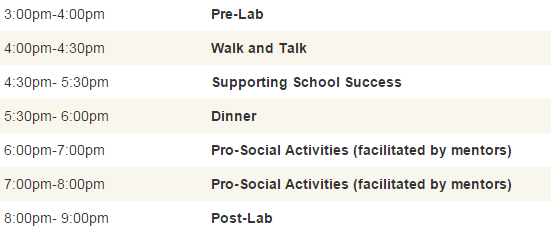 3:00pm-4:00pm Pre-Lab
4:00pm-4:30pm Walk and Talk
4:30pm- 5:30pm Supporting School Success
5:30pm- 6:00pm Dinner
6:00pm-7:00pm Pro-Social Activities (facilitated by mentors)
7:00pm-8:00pm Pro-Social Activities (facilitated by mentors)
8:00pm- 9:00pm Post-Lab